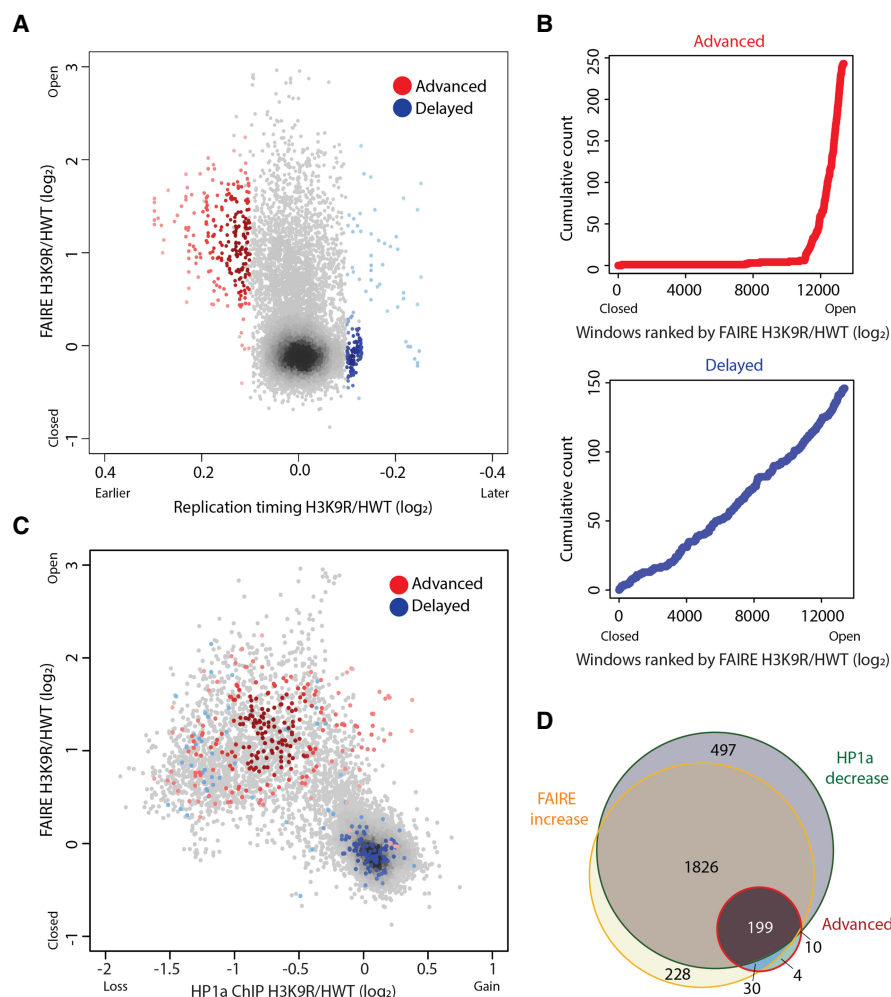 A
Advanced
Delayed
Open
Closed
FAIRE H3K9R/HWT (log₂)
3
2
1
0
-1
0.4
0.2
0.0
-0.2
-0.4
Earlier
Later
Replication timing H3K9R/HWT (log₂)
B
Advanced
Cumulative count
250
200
150
100
50
0
0
4000
8000
12000
Closed
Open
Windows ranked by FAIRE H3K9R/HWT (log₂)
Delayed
Cumulative count
150
100
50
0
0
4000
8000
12000
Closed
Open
Windows ranked by FAIRE H3K9R/HWT (log₂)
C
Advanced
Delayed
Open
Closed
FAIRE H3K9R/HWT (log₂)
3
2
1
0
-1
-2
-1.5
-1
-0.5
0
0.5
1
Loss
Gain
HP1a ChIP H3K9R/HWT (log₂)
D
497
HP1a
decrease
FAIRE
increase
1826
199
Advanced
10
4
30
228